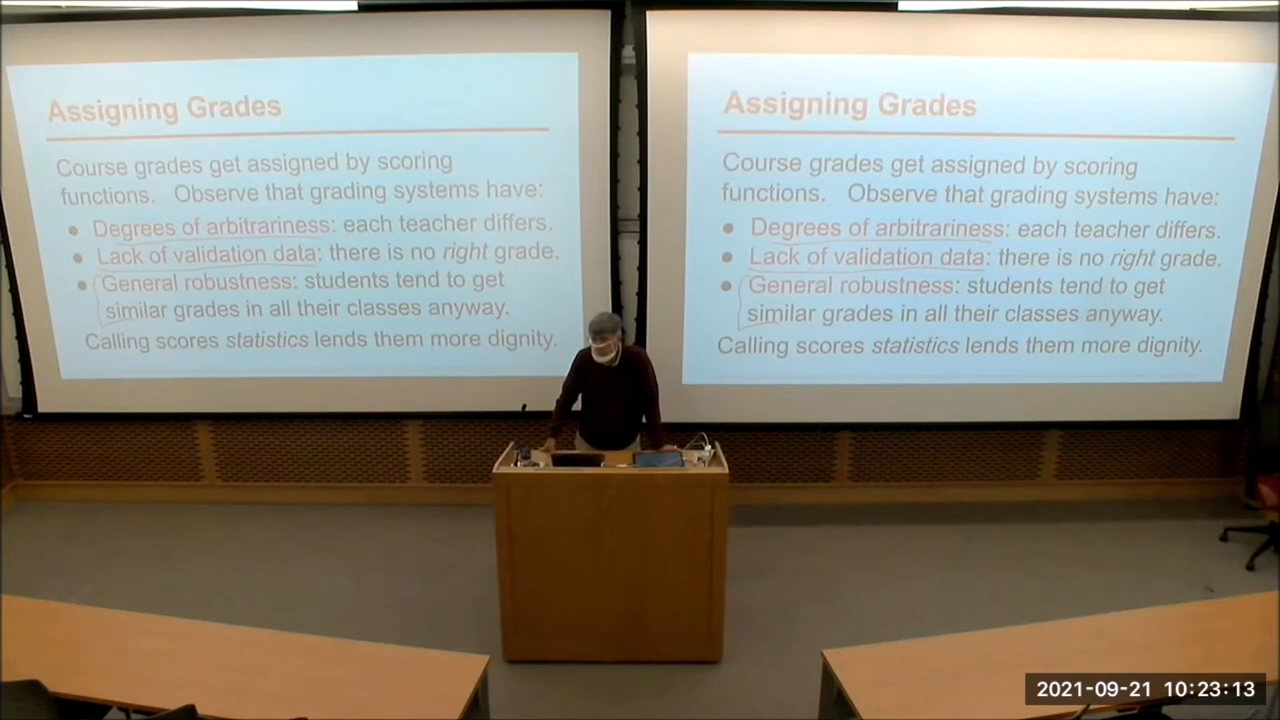 Assigning Grades
Course grades get assigned by scoring
functions. Observe that grading systems have:
● Degrees of arbitrariness: each teacher differs.
● Lack of validation data: there is no right grade.
● General robustness: students tend to get
similar grades in all their classes anyway.
Calling scores statistics lends them more dignity.
Assigning Grades
Course grades get assigned by scoring
functions. Observe that grading systems have:
● Degrees of arbitrariness: each teacher differs.
● Lack of validation data: there is no right grade.
● General robustness: students tend to get
similar grades in all their classes anyway.
Calling scores statistics lends them more dignity.
2021-09-21 10:23:13